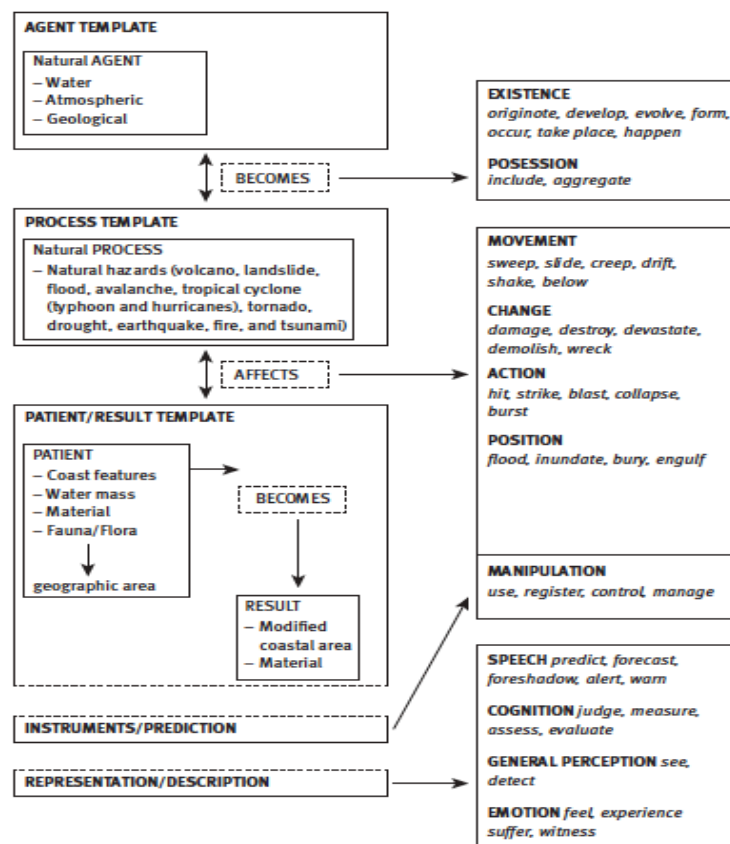 AGENT TEMPLATE
Natural AGENT
– Water
– Atmospheric
– Geological
BECOMES
EXISTENCE
originote, develop, evolve, form,
occur, take place, happen
POSESSION
include, aggregate
PROCESS TEMPLATE
Natural PROCESS
– Natural hazards (volcano, landslide,
flood, avalanche, tropical cyclone
(typhoon and hurricanes), tornado,
drought, earthquake, fire, and tsunami)
AFFECTS
MOVEMENT
sweep, slide, creep, drift,
shake, below
CHANGE
damage, destroy, devastate,
demolish, wreck
ACTION
hit, strike, blast, collapse,
burst
POSITION
flood, inundate, bury, engulf
PATIENT/RESULT TEMPLATE
PATIENT
– Coast features
– Water mass
– Material
– Fauna/Flora
geographic area
BECOMES
RESULT
– Modified
coastal area
– Material
MANIPULATION
use, register, control, manage
INSTRUMENTS/PREDICTION
REPRESENTATION/DESCRIPTION
SPEECH predict, forecast,
foreshadow, alert, warn
COGNITION judge, measure,
assess, evaluate
GENERAL PERCEPTION see,
detect
EMOTION feel, experience
suffer, witness